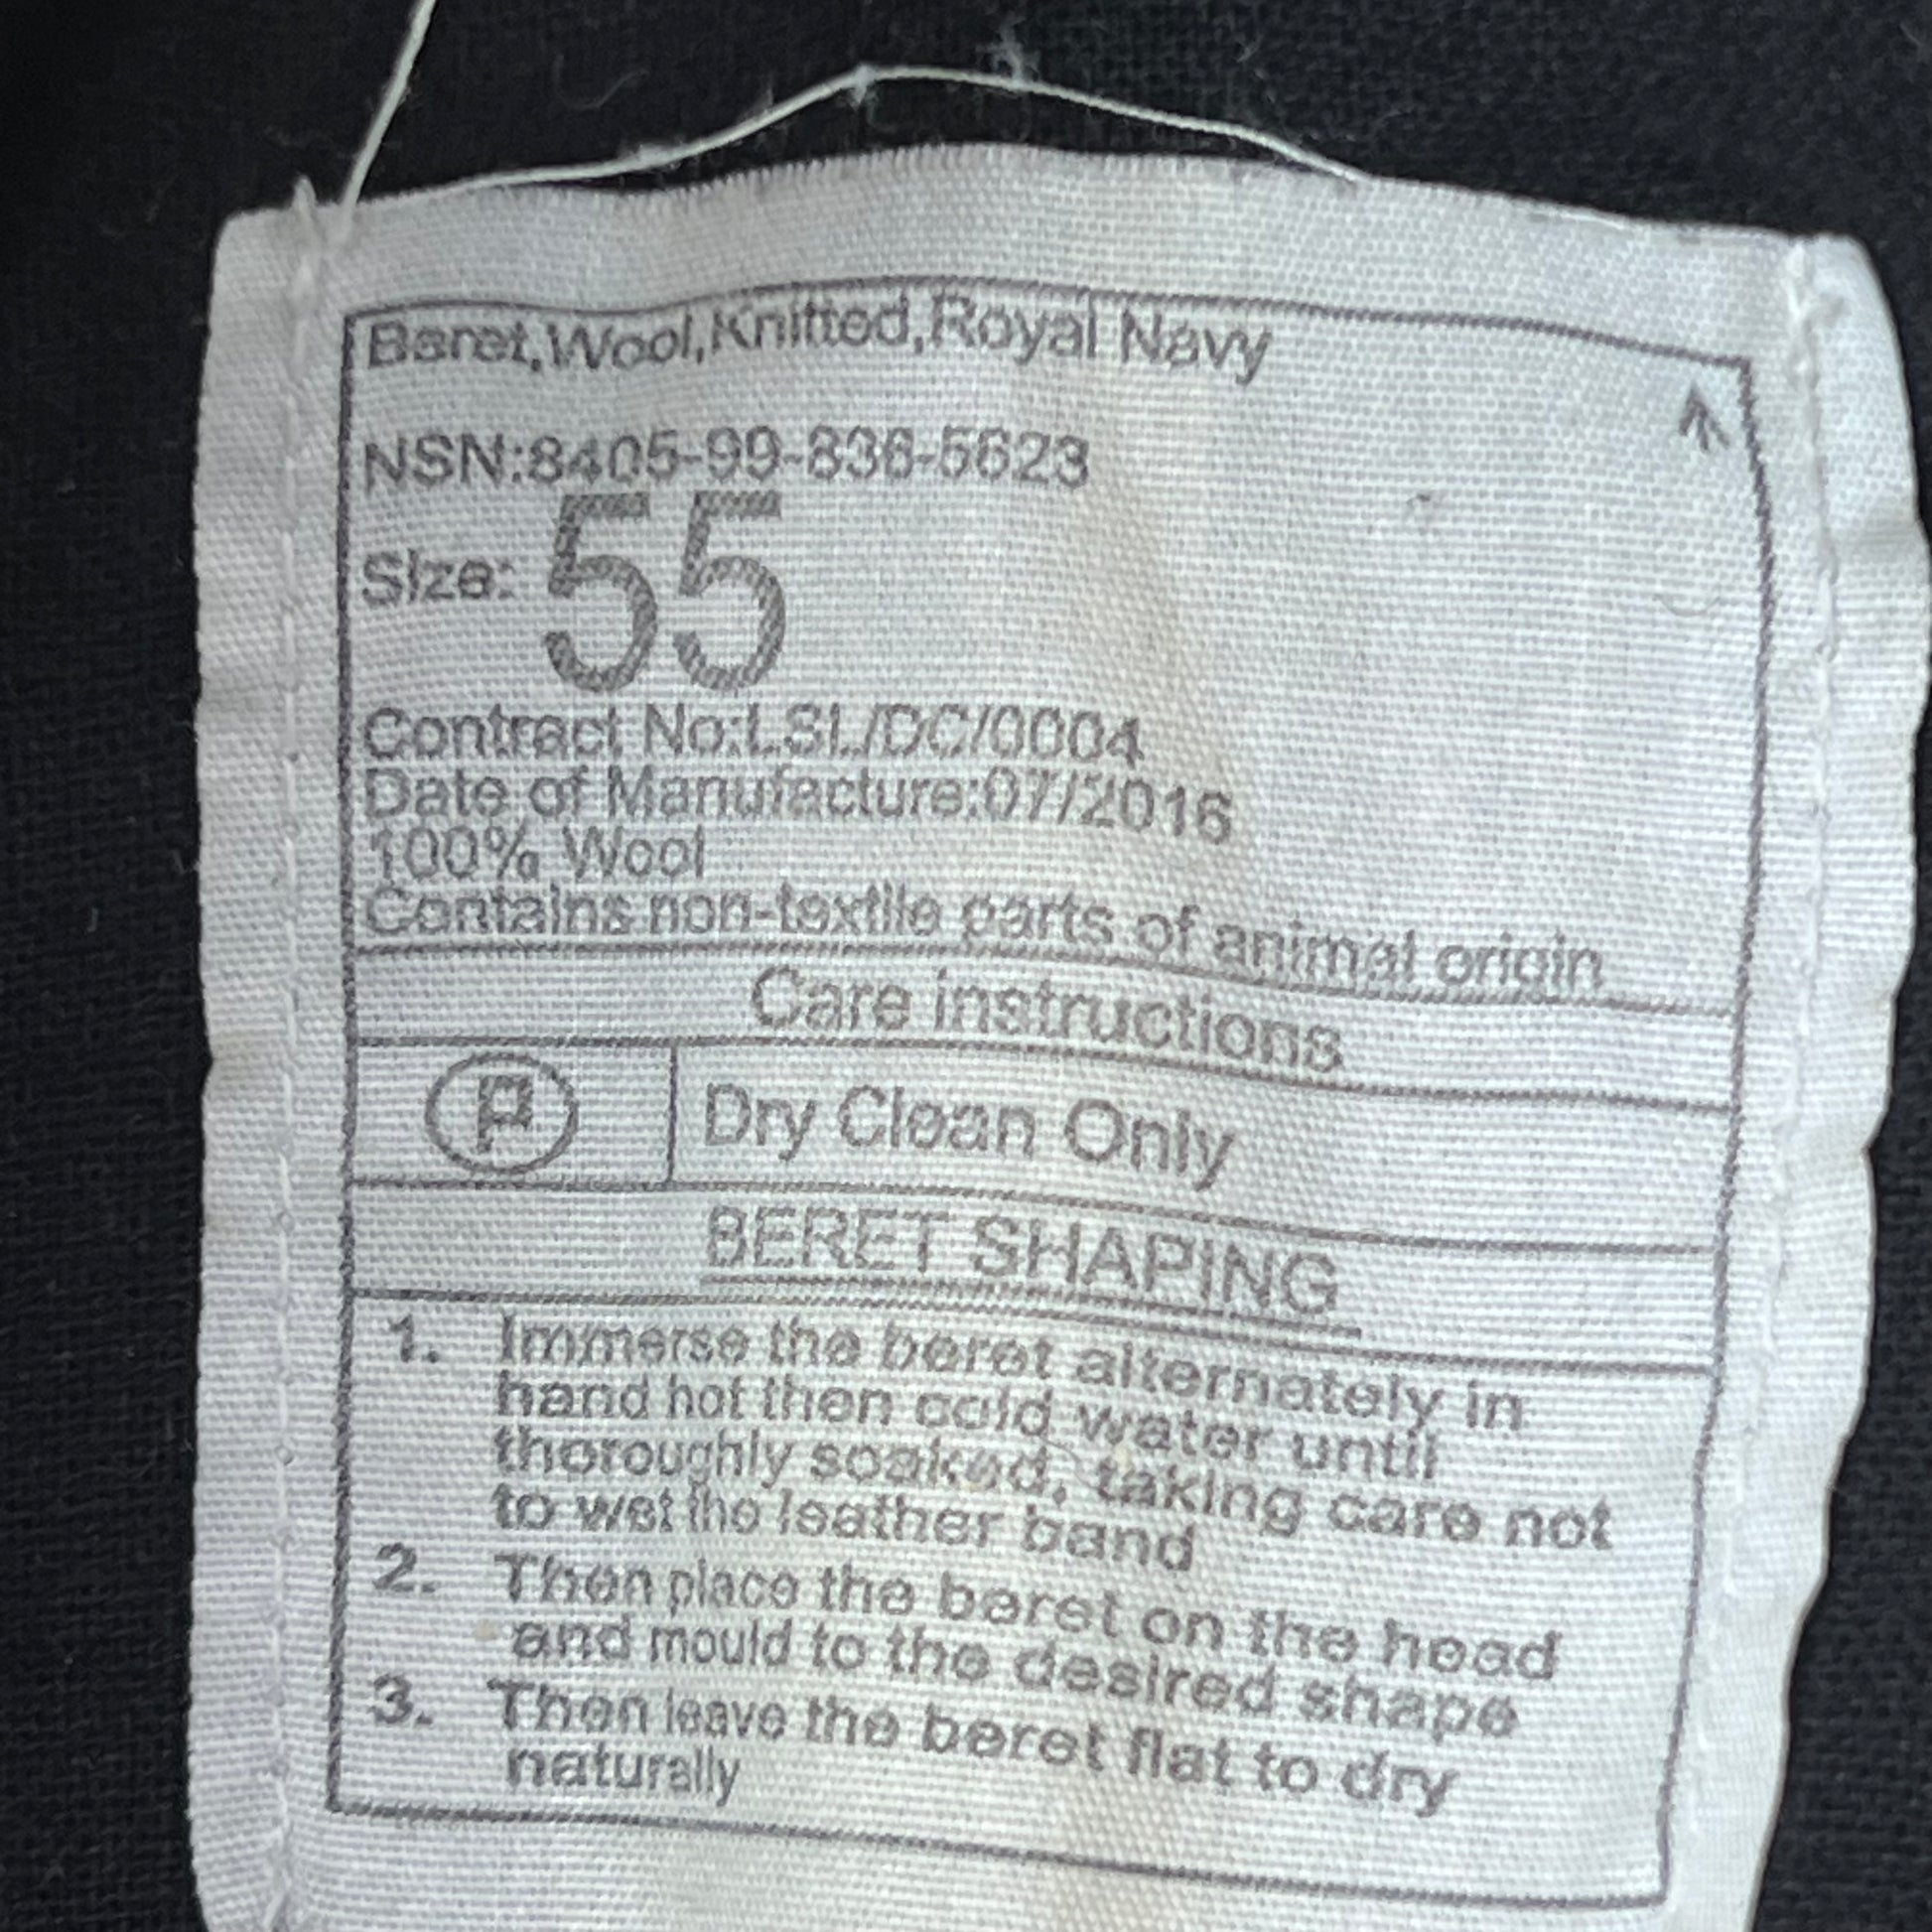 Beret,Wool,Knitted,Royal Navy
NSN:8405-99-836-5623
Size: 55
Contract No:LSL/DC/0004
Date of Manufacture:07/2016
100% Wool
Contains non-textile parts of animal origin
Care instructions
P
Dry Clean Only
BERET SHAPING
1. Immerse the beret alternately in
hand hot then cold water until
thoroughly soaked, taking care not
to wet the leather band
2. Then place the beret on the head
and mould to the desired shape
3. Then leave the beret flat to dry
naturally